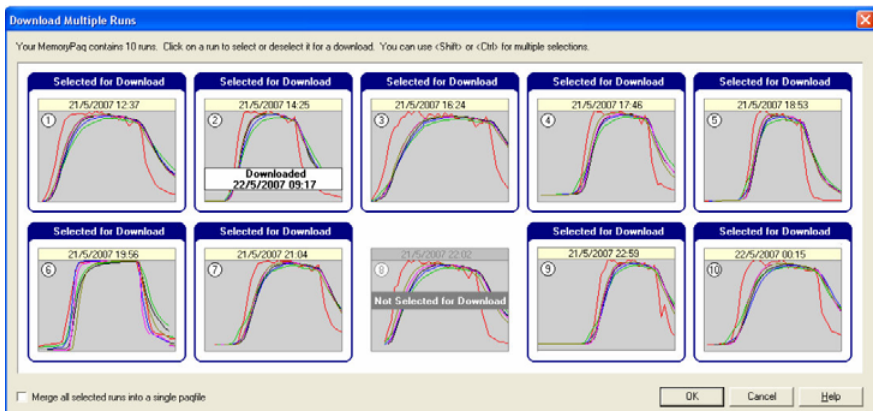 Download Multiple Runs
Your MemoryPaq contains 10 runs. Click on a run to select or deselect it for a download. You can use <Shift> or <Ctrl> for multiple selections.
Selected for Download
Selected for Download
Selected for Download
Selected for Download
Selected for Download
21/5/2007 12:37
21/5/2007 14:25
21/5/2007 16:24
21/5/2007 17:46
21/5/2007 18:53
1
2
3
4
5
Downloaded
22/5/2007 09:17
Selected for Download
Selected for Download
Selected for Download
Selected for Download
21/5/2007 19:56
21/5/2007 21:04
21/5/2007 22:02
21/5/2007 22:59
22/5/2007 00:15
6
7
8
9
10
Not Selected for Download
Merge all selected runs into a single paqfile
OK
Cancel
Help